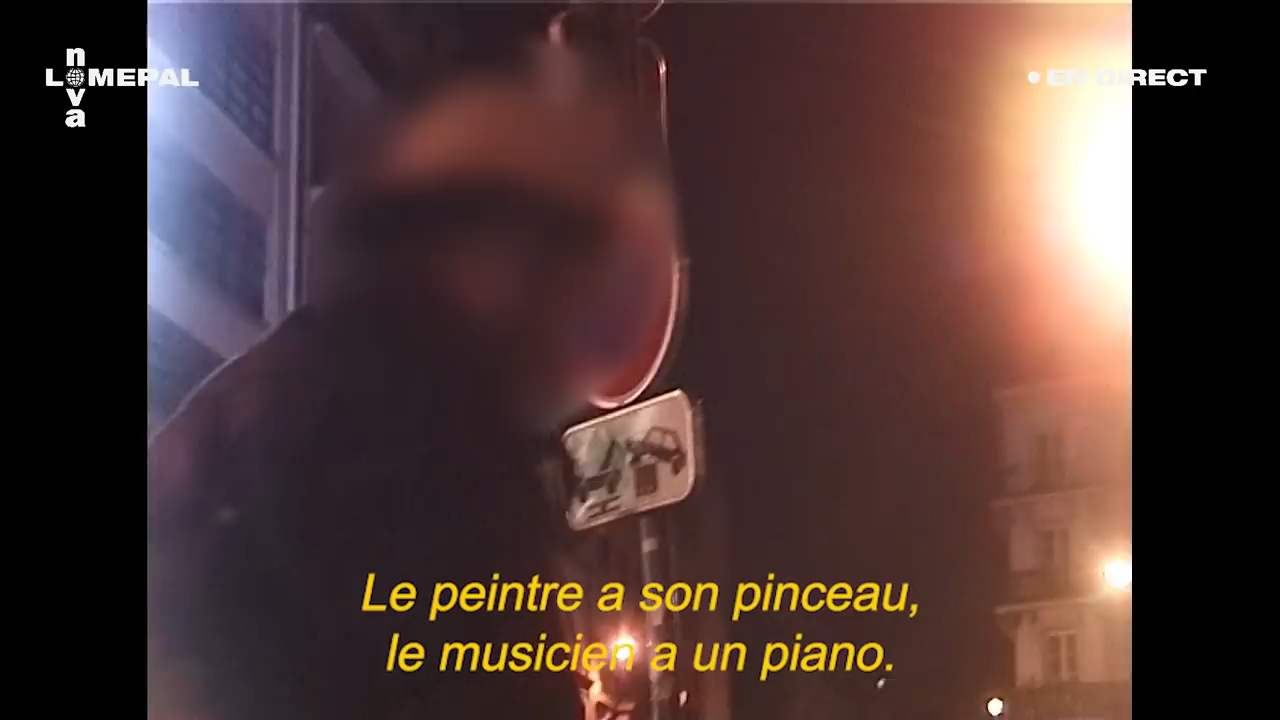 nova
LOMEPAL
EN DIRECT
Le peintre a son pinceau,
le musicien a un piano.